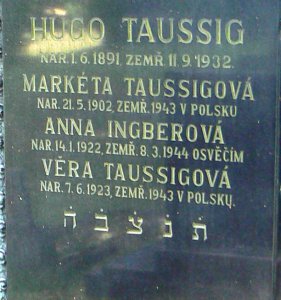 HUGO TAUSSIG
NAR. 1. 6. 1891. ZEMŘ. 11. 9. 1932.
MARKÉTA TAUSSIGOVÁ
NAR. 21. 5. 1902, ZEMŘ. 1943 V POLSKU
ANNA INGBEROVÁ
NAR. 14. 1. 1922, ZEMŘ. 8. 3. 1944 OSVĚČÍM
VĚRA TAUSSIGOVÁ
NAR. 7. 6. 1923, ZEMŘ. 1943 V POLSKU.
ת נ צ ב ה